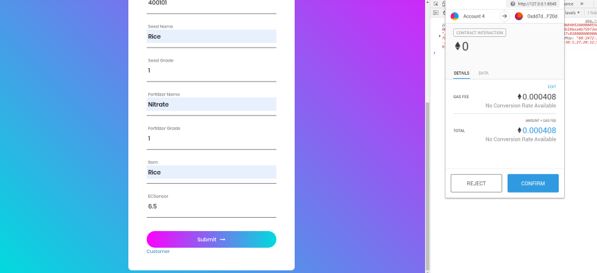 400101
Seed Name
Rice
Seed Grade
1
Fertilizer Name
Nitrate
Fertilizer Grade
1
Item
Rice
ECSensor
6.5
Submit →
Customer
http://127.0.0.1:8545
Account 4
0xdd7d...F20d
CONTRACT INTERACTION
0
DETAILS
DATA
EDIT
GAS FEE
0.000408
No Conversion Rate Available
AMOUNT + GAS FEE
TOTAL
0.000408
No Conversion Rate Available
REJECT
CONFIRM